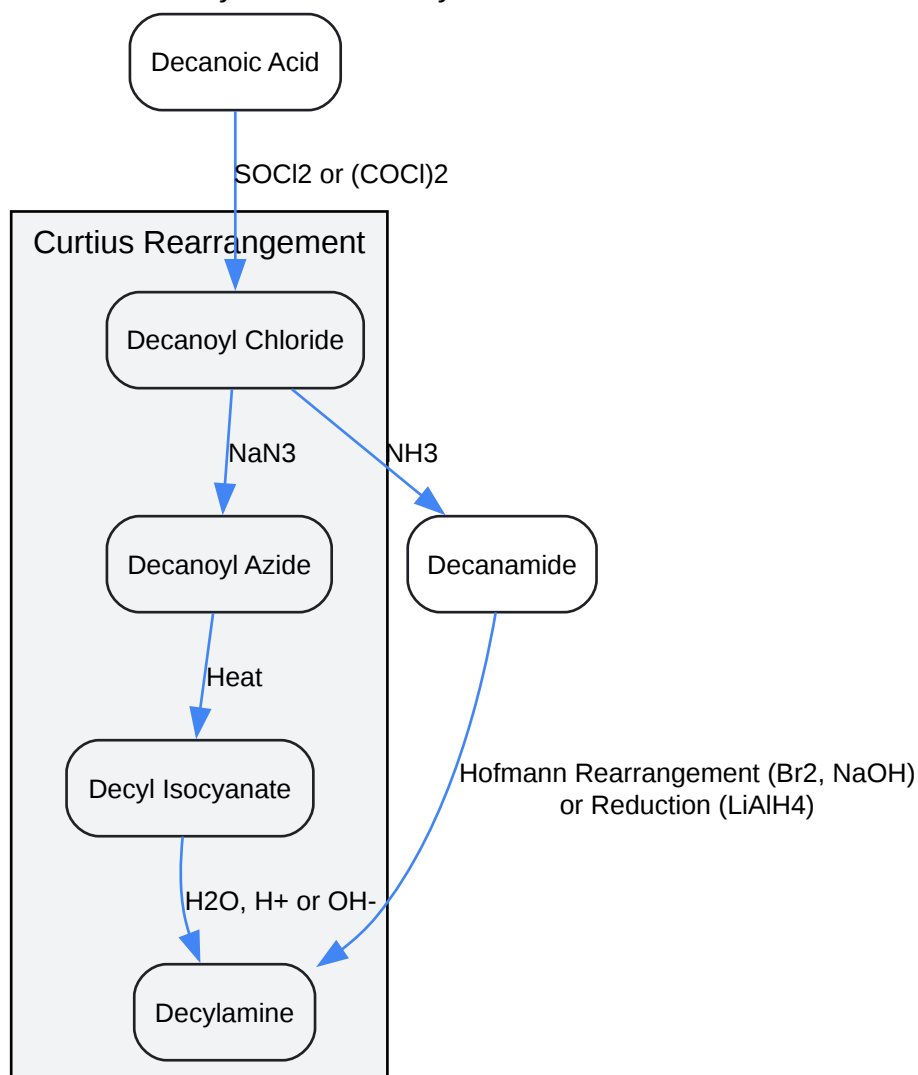 Decanoic Acid
SOCl2 or (COCl)2
Curtius Rearrangement
Decanoyl Chloride
NaN3
NH3
Decanoyl Azide
Decanamide
Heat
Decyl Isocyanate
Hofmann Rearrangement (Br2, NaOH)
or Reduction (LiAlH4)
H2O, H+ or OH-
Decylamine